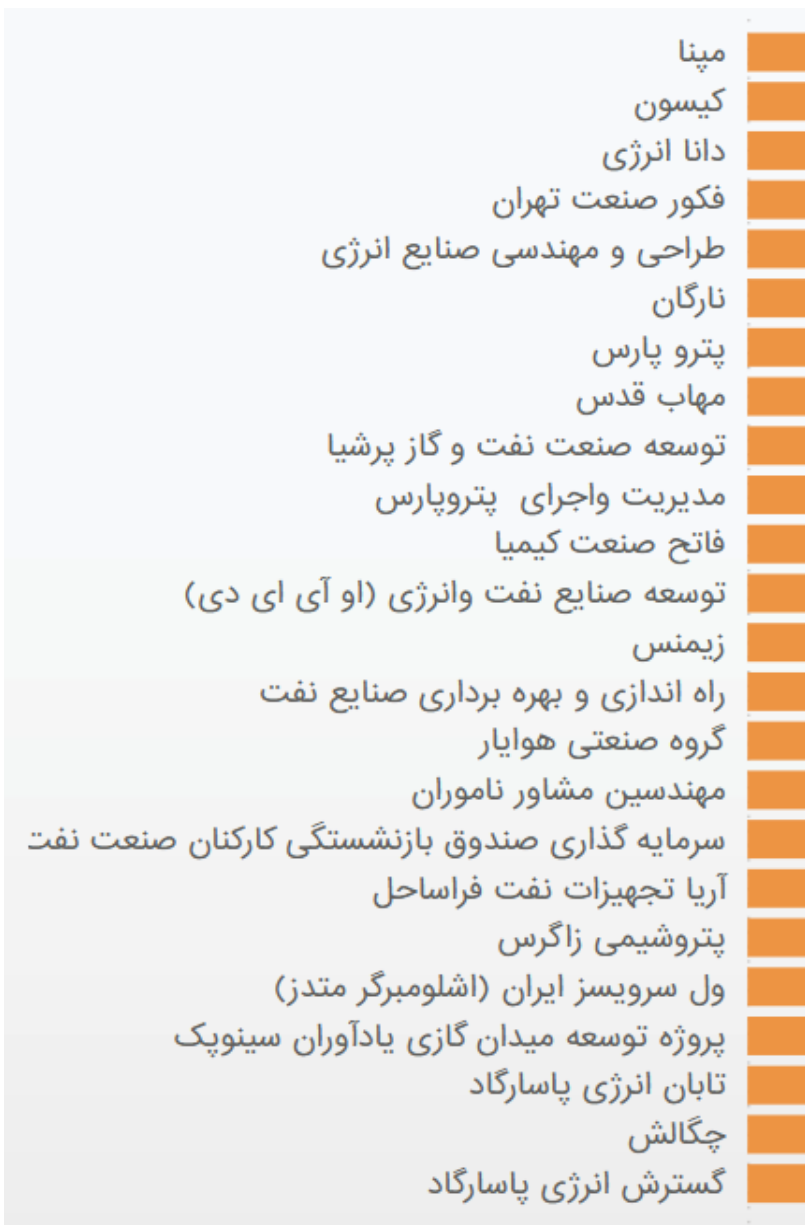 مپنا
کیسون
دانا انرژی
فکور صنعت تهران
طراحی و مهندسی صنایع انرژی
نارگان
پترو پارس
مهاب قدس
توسعه صنعت نفت و گاز پرشیا
مدیریت واجرای  پتروپارس
فاتح صنعت کیمیا
توسعه صنایع نفت وانرژی (او آی ای دی)
زیمنس
راه اندازی و بهره برداری صنایع نفت
گروه صنعتی هوایار
مهندسین مشاور ناموران
سرمایه گذاری صندوق بازنشستگی کارکنان صنعت نفت
آریا تجهیزات نفت فراساحل
پتروشیمی زاگرس
ول سرویسز ایران (اشلومبرگر متدز)
پروژه توسعه میدان گازی یادآوران سینوپک
تابان انرژی پاسارگاد
چگالش
گسترش انرژی پاسارگاد